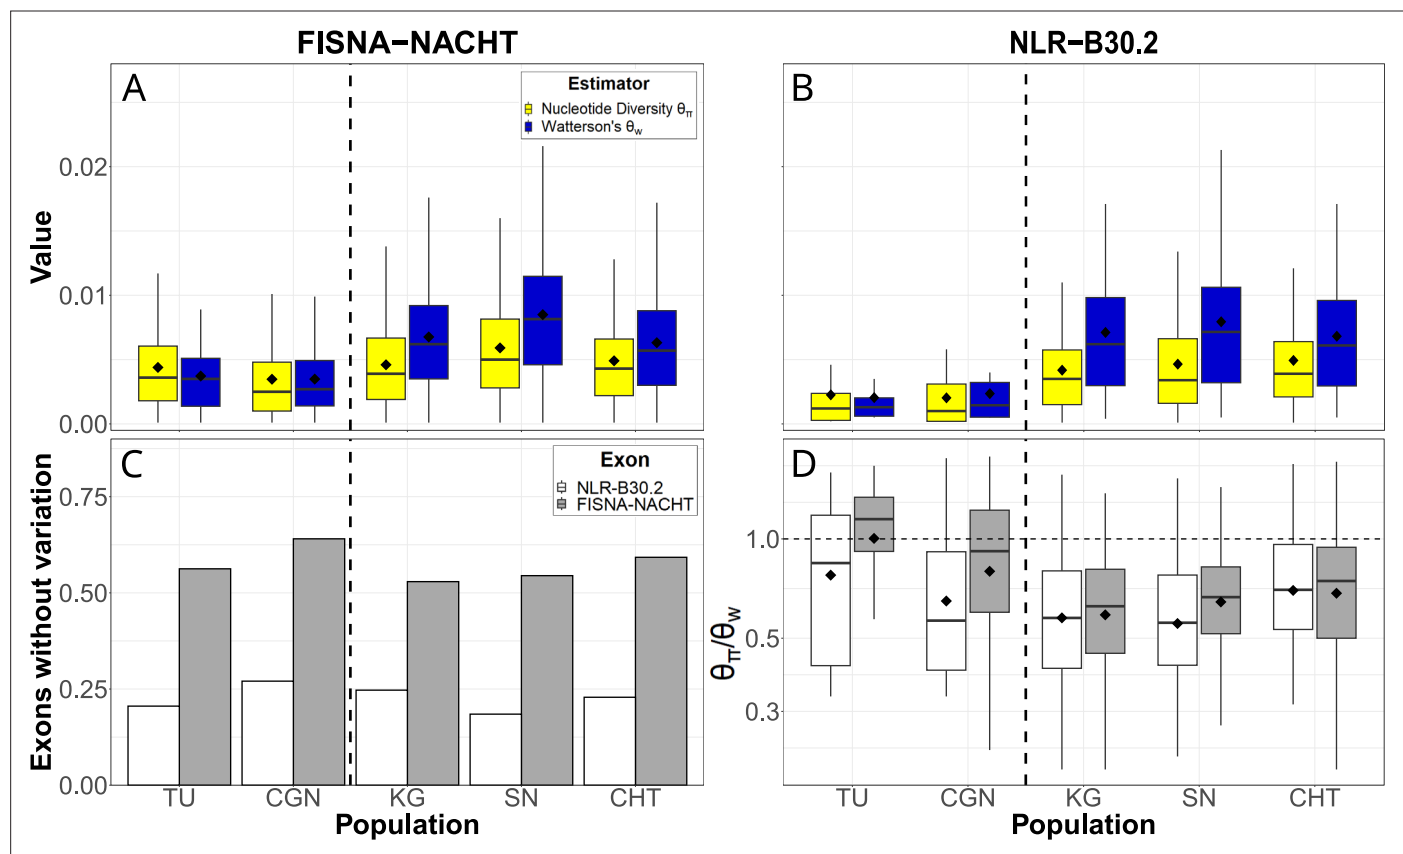 FISNA−NACHT
NLR−B30.2
A
Estimator
Nucleotide Diversity θπ
Watterson's θw
B
Value
0.02
0.01
0.00
C
Exon
NLR-B30.2
FISNA-NACHT
D
Exons without variation
0.75
0.50
0.25
0.00
θπ/θw
1.0
0.5
0.3
TU CGN KG SN CHT
TU CGN KG SN CHT
Population
Population